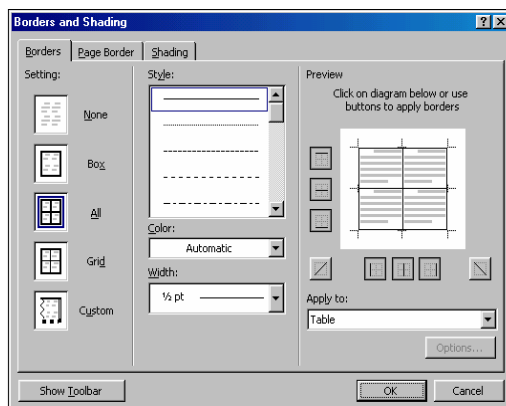 Borders and Shading
Borders
Page Border
Shading
Setting:
None
Box
All
Grid
Custom
Style:
Color:
Automatic
Width:
½ pt
Preview
Click on diagram below or use
buttons to apply borders
Apply to:
Table
Options...
Show Toolbar
OK
Cancel